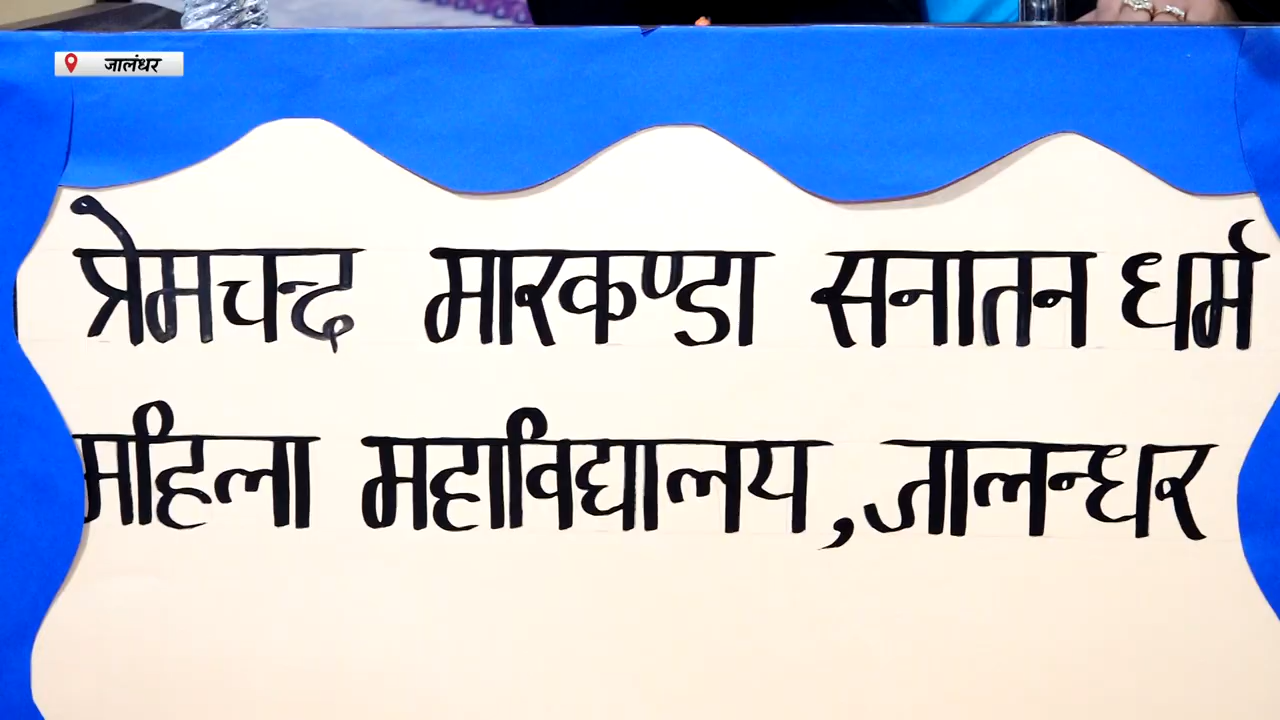 जालंधर
प्रेमचन्द मारकण्डा सनातन धर्म
महिला महाविद्यालय, जालन्धर